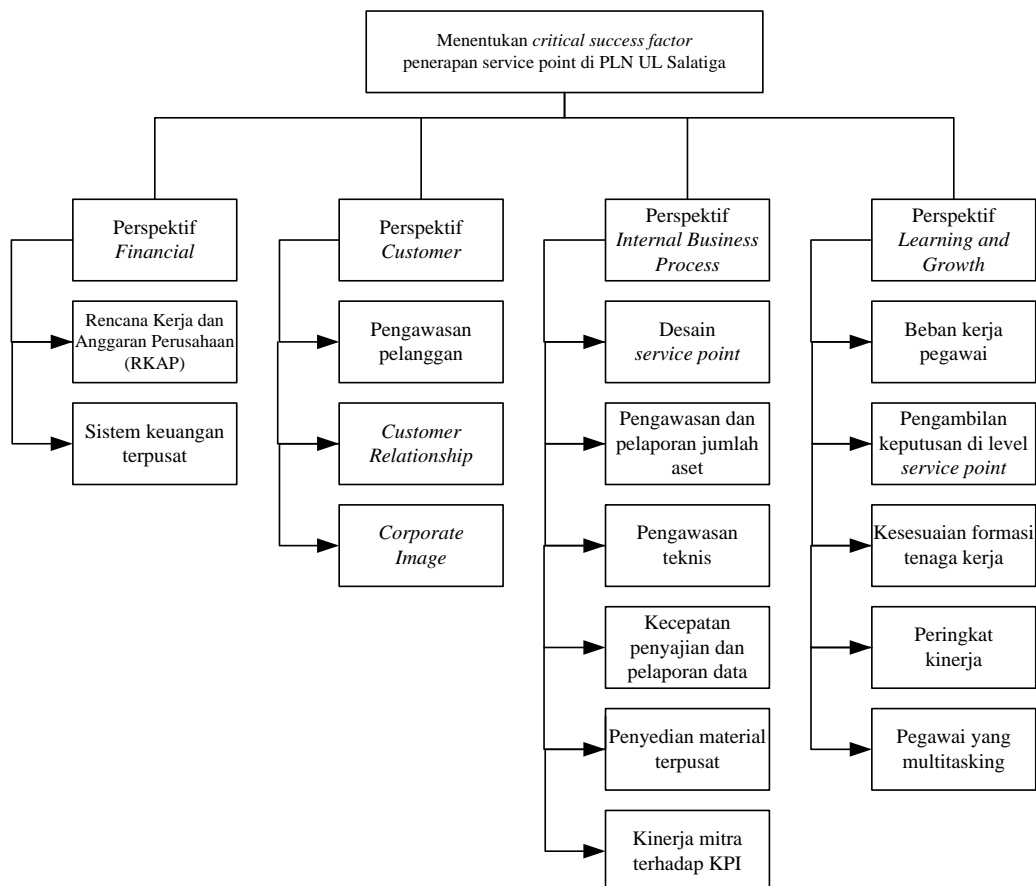 Menentukan critical success factor
penerapan service point di PLN UL Salatiga
Perspektif
Financial
Rencana Kerja dan
Anggaran Perusahaan
(RKAP)
Sistem keuangan
terpusat
Perspektif
Customer
Pengawasan
pelanggan
Customer
Relationship
Corporate
Image
Perspektif
Internal Business
Process
Desain
service point
Pengawasan dan
pelaporan jumlah
aset
Pengawasan
teknis
Kecepatan
penyajian dan
pelaporan data
Penyedian material
terpusat
Kinerja mitra
terhadap KPI
Perspektif
Learning and
Growth
Beban kerja
pegawai
Pengambilan
keputusan di level
service point
Kesesuaian formasi
tenaga kerja
Peringkat
kinerja
Pegawai yang
multitasking